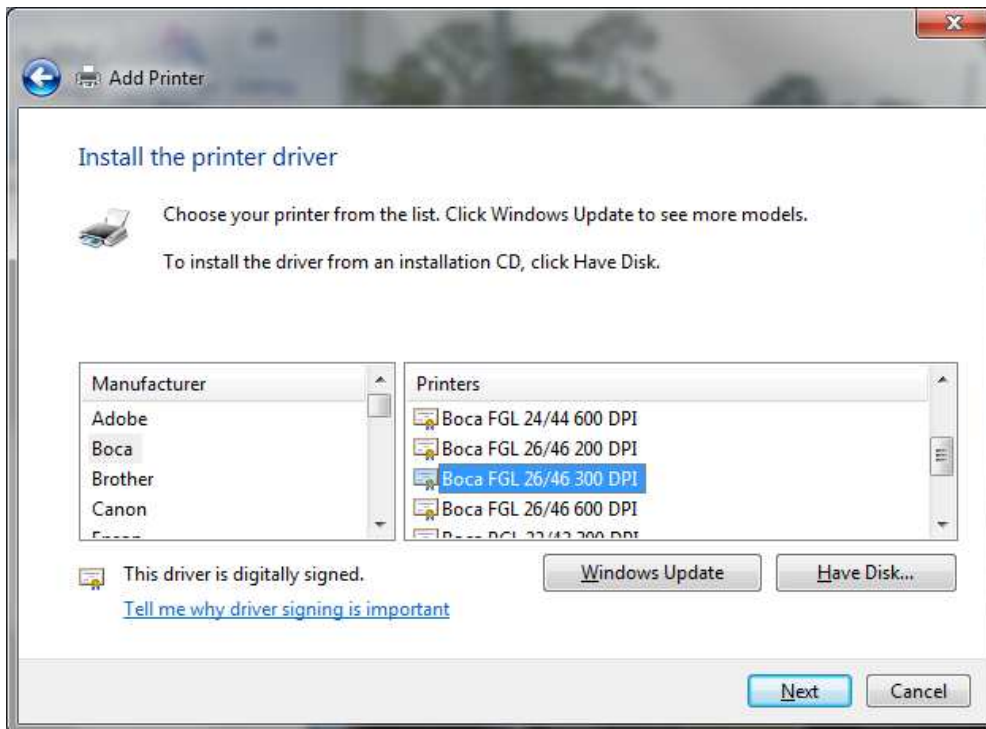 Add Printer
Install the printer driver
Choose your printer from the list. Click Windows Update to see more models.
To install the driver from an installation CD, click Have Disk.
Manufacturer
Adobe
Boca
Brother
Canon
Printers
Boca FGL 24/44 600 DPI
Boca FGL 26/46 200 DPI
Boca FGL 26/46 300 DPI
Boca FGL 26/46 600 DPI
This driver is digitally signed.
Tell me why driver signing is important
Windows Update
Have Disk...
Next
Cancel